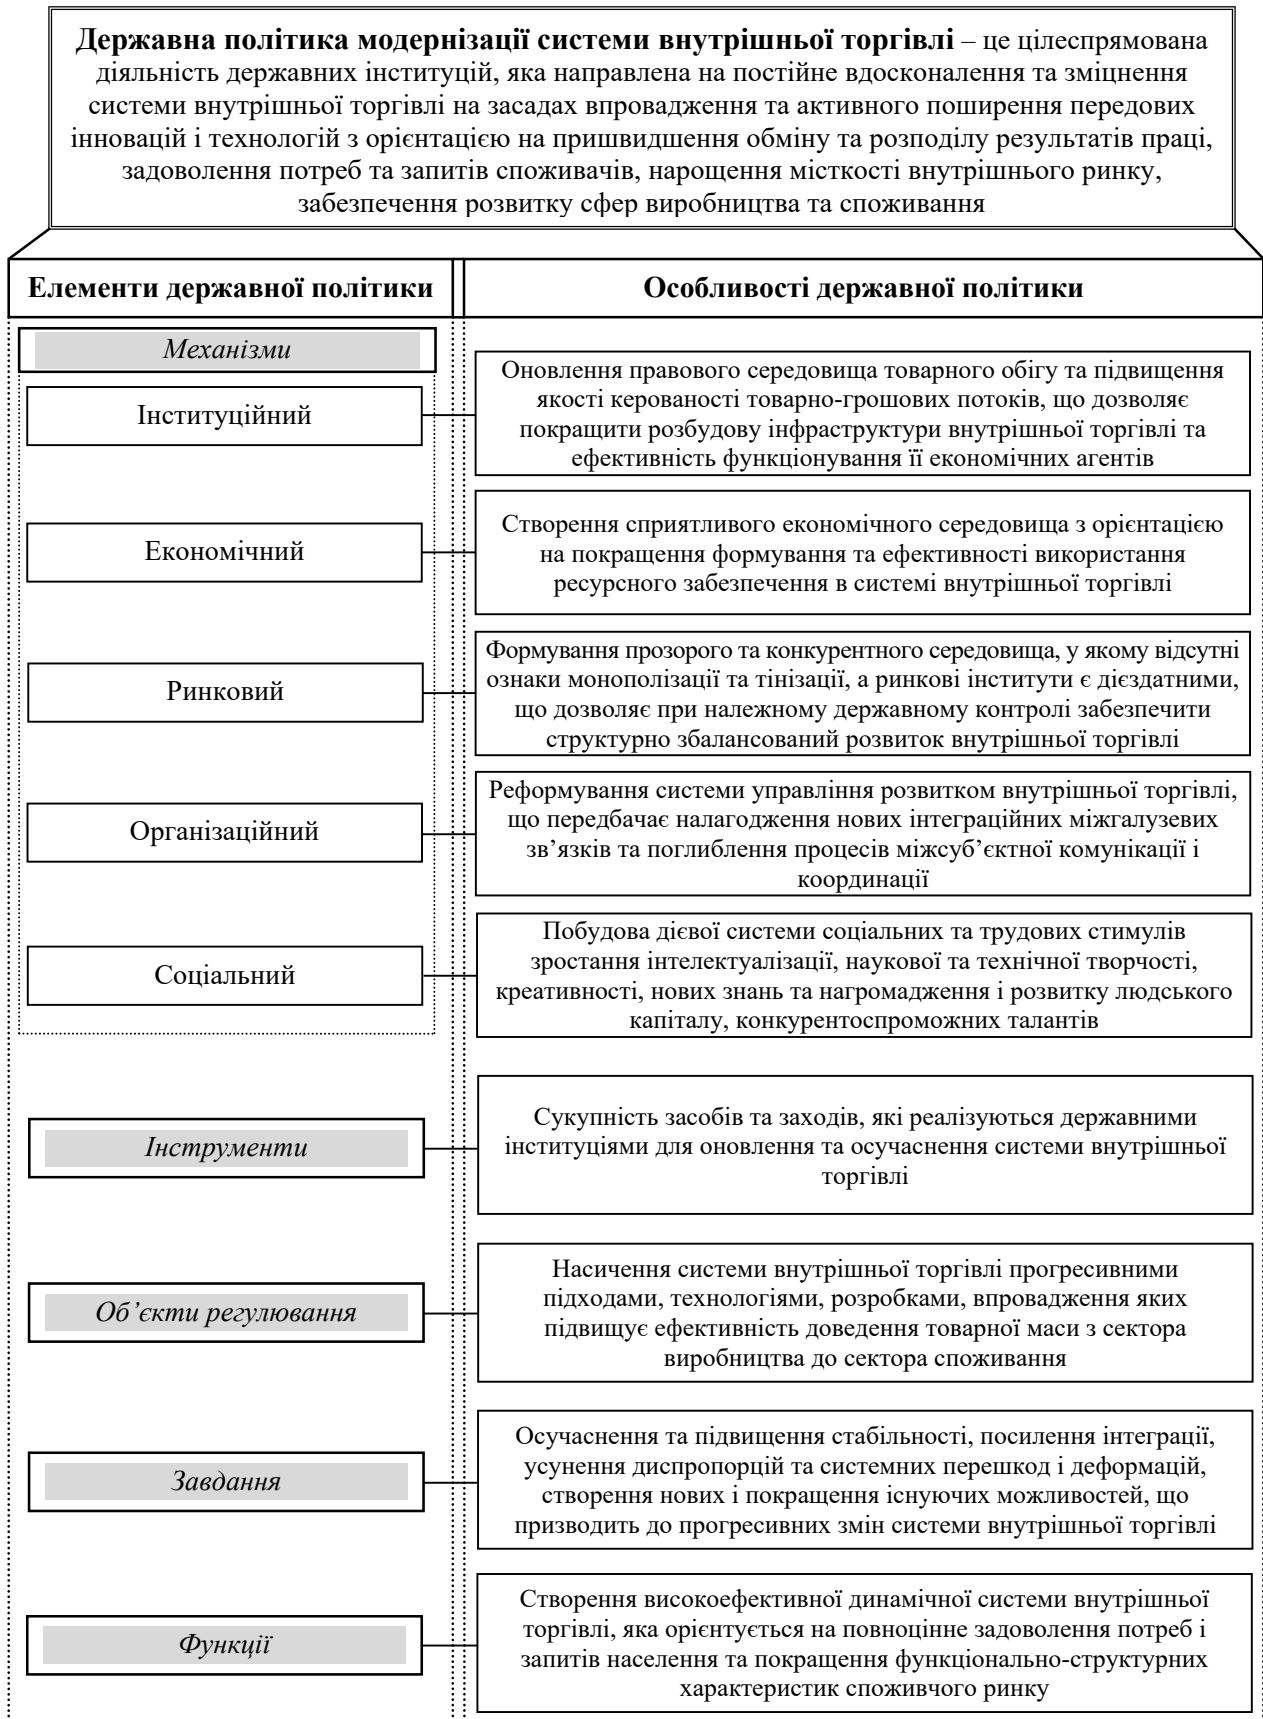 Державна політика модернізації системи внутрішньої торгівлі – це цілеспрямована
діяльність державних інституцій, яка направлена на постійне вдосконалення та зміцнення
системи внутрішньої торгівлі на засадах впровадження та активного поширення передових
інновацій і технологій з орієнтацією на пришвидшення обміну та розподілу результатів праці,
задоволення потреб та запитів споживачів, нарощення місткості внутрішнього ринку,
забезпечення розвитку сфер виробництва та споживання
Елементи державної політики
Особливості державної політики
Механізми
Інституційний
Оновлення правового середовища товарного обігу та підвищення
якості керованості товарно-грошових потоків, що дозволяє
покращити розбудову інфраструктури внутрішньої торгівлі та
ефективність функціонування її економічних агентів
Економічний
Створення сприятливого економічного середовища з орієнтацією
на покращення формування та ефективності використання
ресурсного забезпечення в системі внутрішньої торгівлі
Ринковий
Формування прозорого та конкурентного середовища, у якому відсутні
ознаки монополізації та тінізації, а ринкові інститути є дієздатними,
що дозволяє при належному державному контролі забезпечити
структурно збалансований розвиток внутрішньої торгівлі
Організаційний
Реформування системи управління розвитком внутрішньої торгівлі,
що передбачає налагодження нових інтеграційних міжгалузевих
зв’язків та поглиблення процесів міжсуб’єктної комунікації і
координації
Соціальний
Побудова дієвої системи соціальних та трудових стимулів
зростання інтелектуалізації, наукової та технічної творчості,
креативності, нових знань та нагромадження і розвитку людського
капіталу, конкурентоспроможних талантів
Інструменти
Сукупність засобів та заходів, які реалізуються державними
інституціями для оновлення та осучаснення системи внутрішньої
торгівлі
Об’єкти регулювання
Насичення системи внутрішньої торгівлі прогресивними
підходами, технологіями, розробками, впровадження яких
підвищує ефективність доведення товарної маси з сектора
виробництва до сектора споживання
Завдання
Осучаснення та підвищення стабільності, посилення інтеграції,
усунення диспропорцій та системних перешкод і деформацій,
створення нових і покращення існуючих можливостей, що
призводить до прогресивних змін системи внутрішньої торгівлі
Функції
Створення високоефективної динамічної системи внутрішньої
торгівлі, яка орієнтується на повноцінне задоволення потреб і
запитів населення та покращення функціонально-структурних
характеристик споживчого ринку